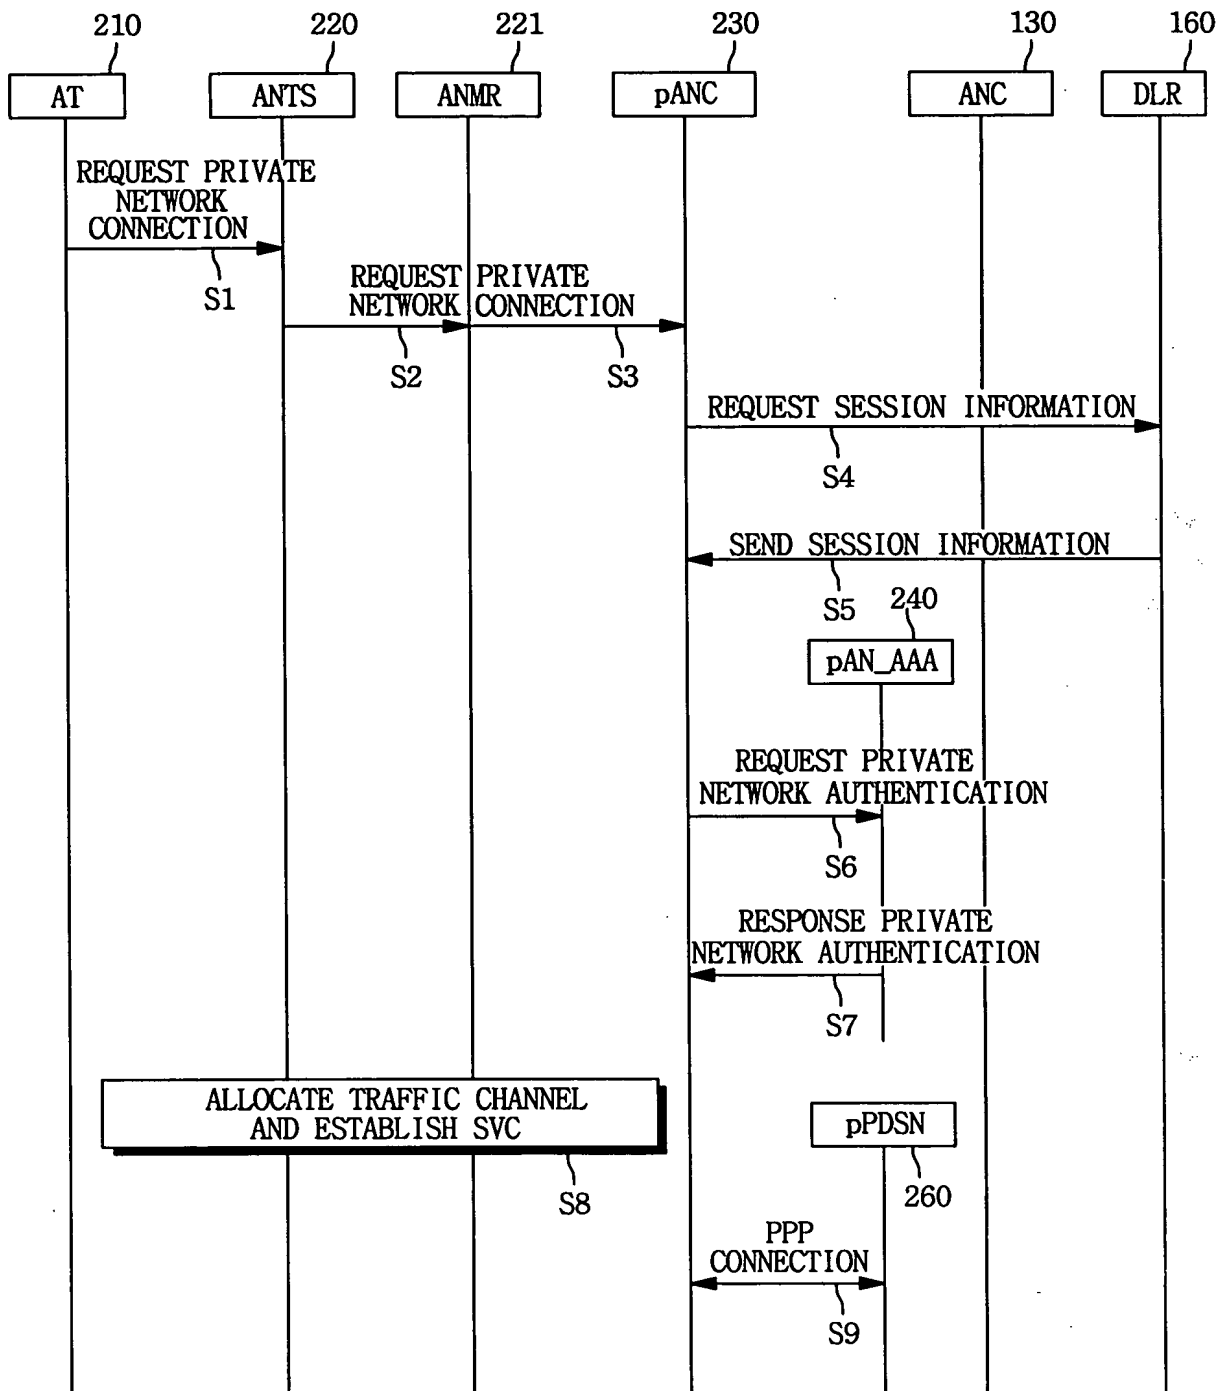 210 220 221 230 130 160
AT ANTS ANMR pANC ANC DLR
REQUEST PRIVATE
NETWORK
CONNECTION
S1
REQUEST PRIVATE
NETWORK CONNECTION
S2 S3
REQUEST SESSION INFORMATION
S4
SEND SESSION INFORMATION
S5 240
pAN_AAA
REQUEST PRIVATE
NETWORK AUTHENTICATION
S6
RESPONSE PRIVATE
NETWORK AUTHENTICATION
S7
ALLOCATE TRAFFIC CHANNEL
AND ESTABLISH SVC
pPDSN
S8 260
PPP
CONNECTION
S9